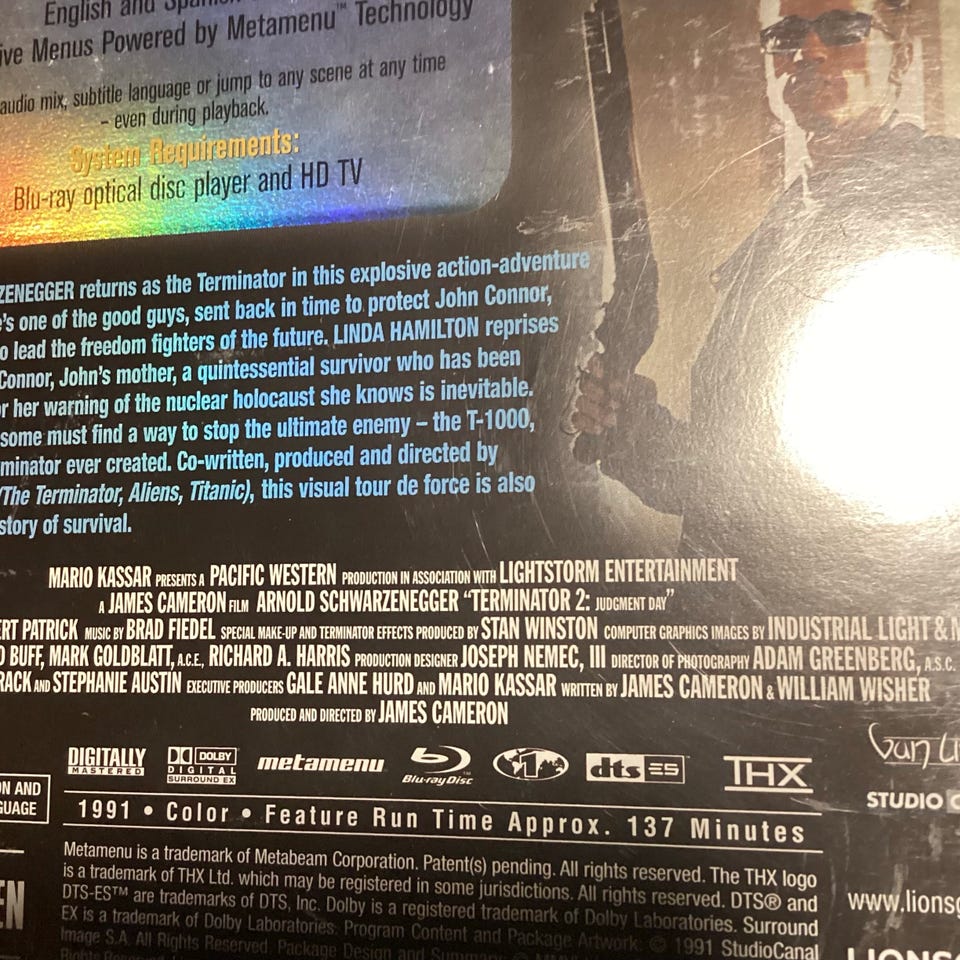 English and Spanish
ive Menus Powered by Metamenu™ Technology
audio mix, subtitle language or jump to any scene at any time
– even during playback.
System Requirements:
Blu-ray optical disc player and HD TV
ZENEGGER returns as the Terminator in this explosive action-adventure
e's one of the good guys, sent back in time to protect John Connor,
o lead the freedom fighters of the future. LINDA HAMILTON reprises
Connor, John's mother, a quintessential survivor who has been
or her warning of the nuclear holocaust she knows is inevitable.
some must find a way to stop the ultimate enemy – the T-1000,
minator ever created. Co-written, produced and directed by
(The Terminator, Aliens, Titanic), this visual tour de force is also
story of survival.
MARIO KASSAR PRESENTS A PACIFIC WESTERN PRODUCTION IN ASSOCIATION WITH LIGHTSTORM ENTERTAINMENT
A JAMES CAMERON FILM ARNOLD SCHWARZENEGGER "TERMINATOR 2: JUDGMENT DAY"
ERT PATRICK MUSIC BY BRAD FIEDEL SPECIAL MAKE-UP AND TERMINATOR EFFECTS PRODUCED BY STAN WINSTON COMPUTER GRAPHICS IMAGES BY INDUSTRIAL LIGHT & M
D BUFF, MARK GOLDBLATT, A.C.E., RICHARD A. HARRIS PRODUCTION DESIGNER JOSEPH NEMEC, III DIRECTOR OF PHOTOGRAPHY ADAM GREENBERG, A.S.C.
RACK AND STEPHANIE AUSTIN EXECUTIVE PRODUCERS GALE ANNE HURD AND MARIO KASSAR WRITTEN BY JAMES CAMERON & WILLIAM WISHER
PRODUCED AND DIRECTED BY JAMES CAMERON
DIGITALLY MASTERED DOLBY DIGITAL SURROUND EX metamenu Blu-ray Disc™ 1 dts ES THX
STUDIO C
ON AND
GUAGE
1991 • Color • Feature Run Time Approx. 137 Minutes
EN
Metamenu is a trademark of Metabeam Corporation. Patent(s) pending. All rights reserved. The THX logo
is a trademark of THX Ltd. which may be registered in some jurisdictions. All rights reserved. DTS® and
DTS-ES™ are trademarks of DTS, Inc. Dolby is a registered trademark of Dolby Laboratories. Surround
EX is a trademark of Dolby Laboratories. Program Content and Package Artwork: © 1991 StudioCanal
Image S.A. All Rights Reserved. Package Design and Summary
www.lionsg
LIONSG